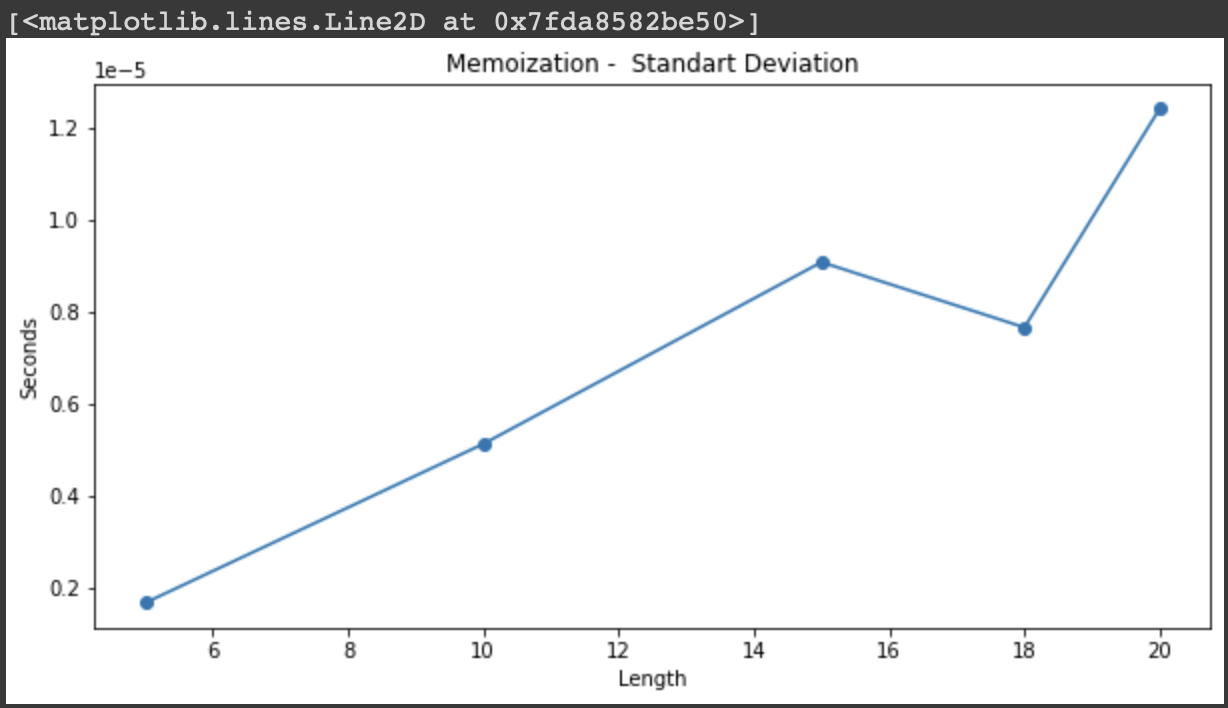 [<matplotlib.lines.Line2D at 0x7fda8582be50>]
Memoization -  Standart Deviation
1e−5
1.2
1.0
0.8
0.6
0.4
0.2
Seconds
6 8 10 12 14 16 18 20
Length